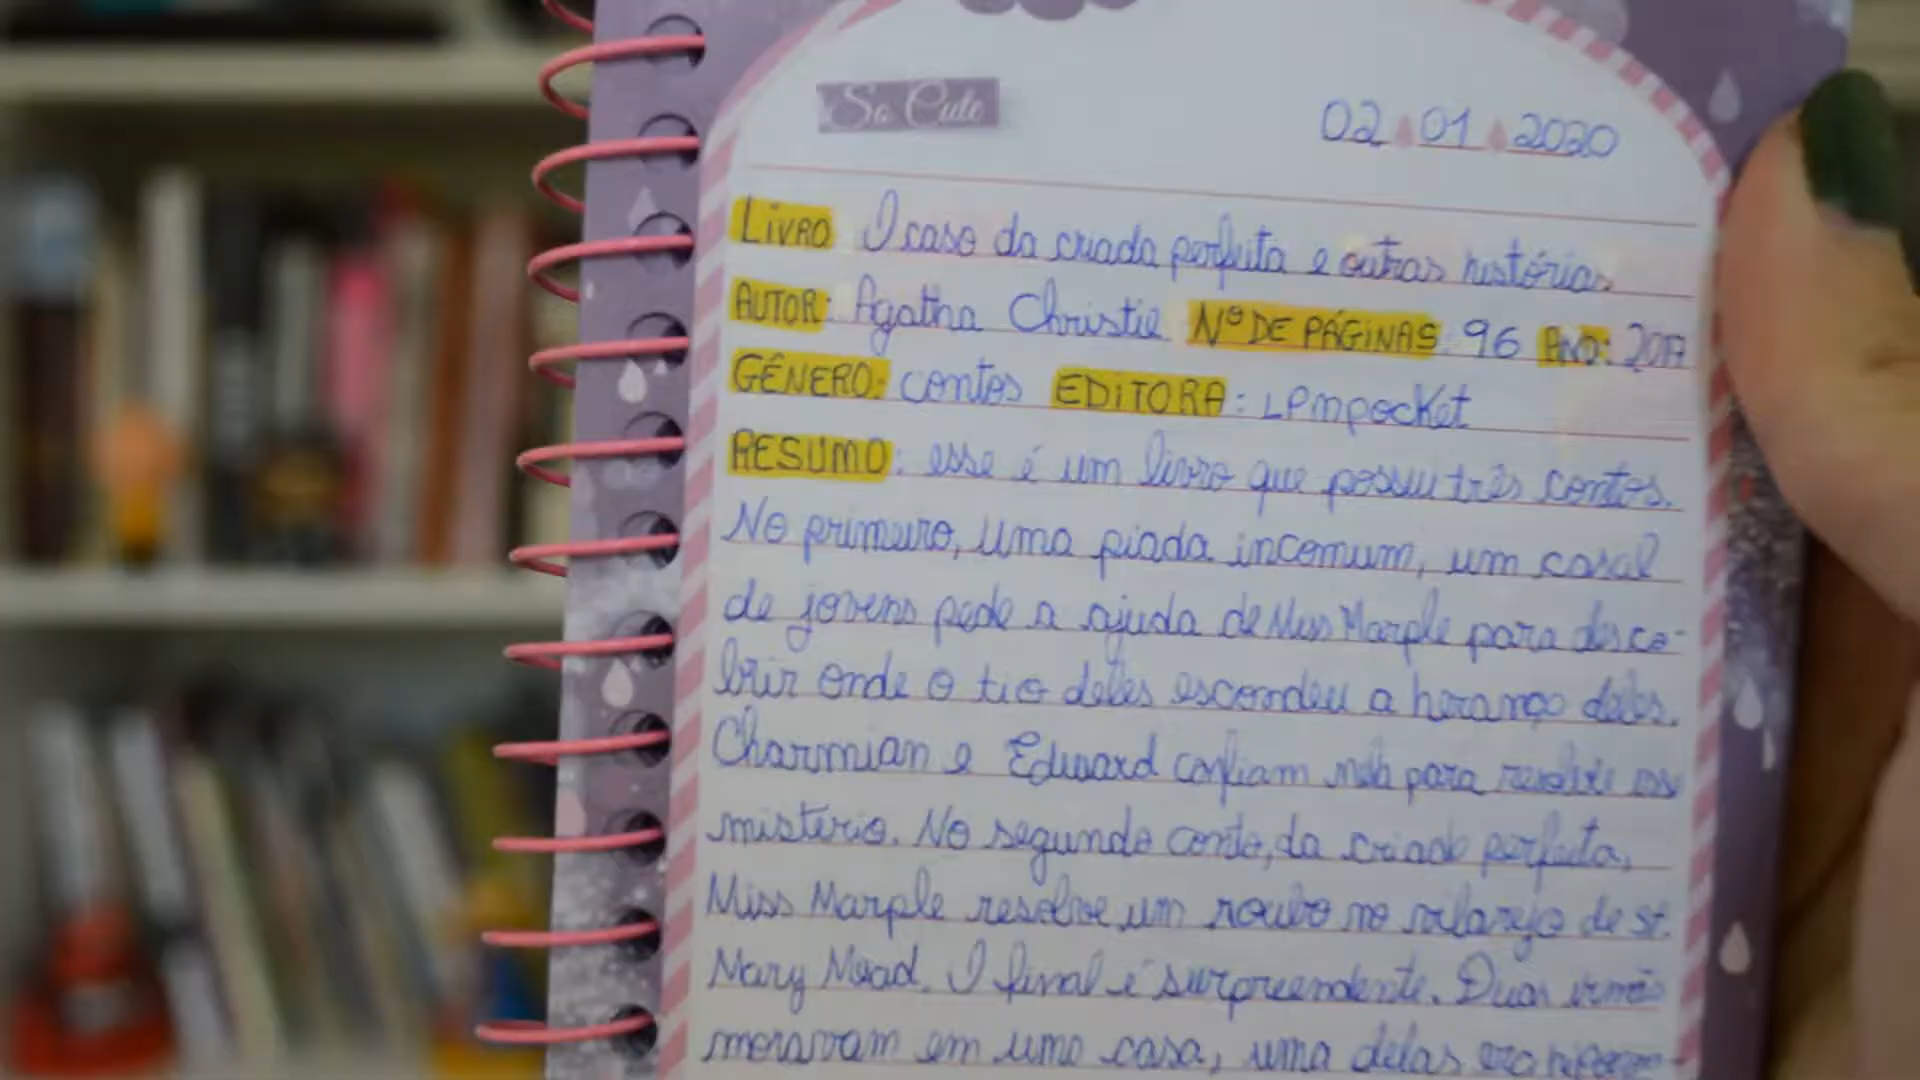 So Cute
02 01 2020
LIVRO O caso da criada perfeita e outras histórias
AUTOR: Agatha Christie Nº DE PÁGINAS: 96 ANO: 2017
GÊNERO: contos EDITORA: LPmpocket
RESUMO: esse é um livro que possui três contos.
No primeiro, uma piada incomum, um casal
de jovens pede a ajuda de Miss Marple para desco-
brir onde o tio deles escondeu a herança deles.
Charmian e Edward confiam nela para resolver esse
mistério. No segundo conto, da criada perfeita,
Miss Marple resolve um roubo no vilarejo de St.
Mary Mead. O final é surpreendente. Duas irmãs
moravam em uma casa, uma delas era